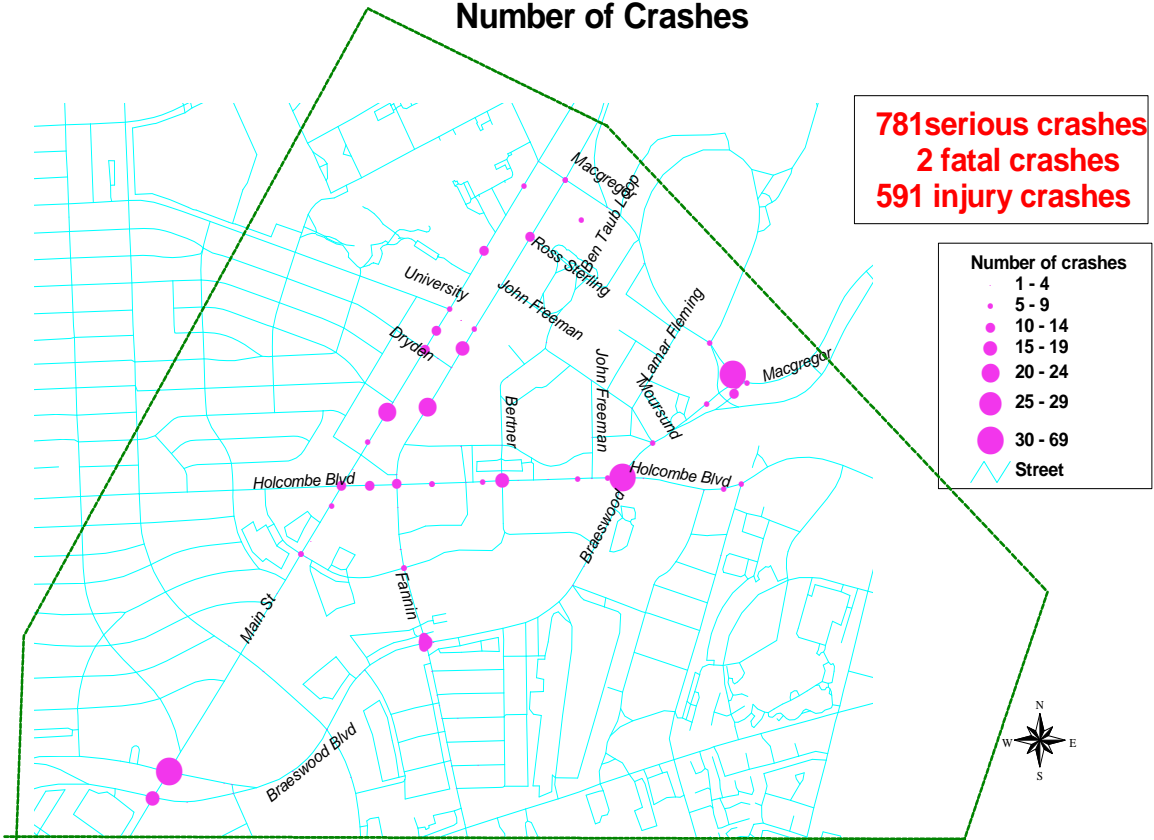 Number of Crashes
781serious crashes
2 fatal crashes
591 injury crashes
Number of crashes
1 - 4
5 - 9
10 - 14
15 - 19
20 - 24
25 - 29
30 - 69
Street
Macgregor
Ben Taub Loop
Ross Sterling
University
John Freeman
Dryden
Lamar Fleming
Macgregor
John Freeman
Moursund
Bertner
Holcombe Blvd
Holcombe Blvd
Braeswood
Fannin
Main St
Braeswood Blvd
N
W
E
S